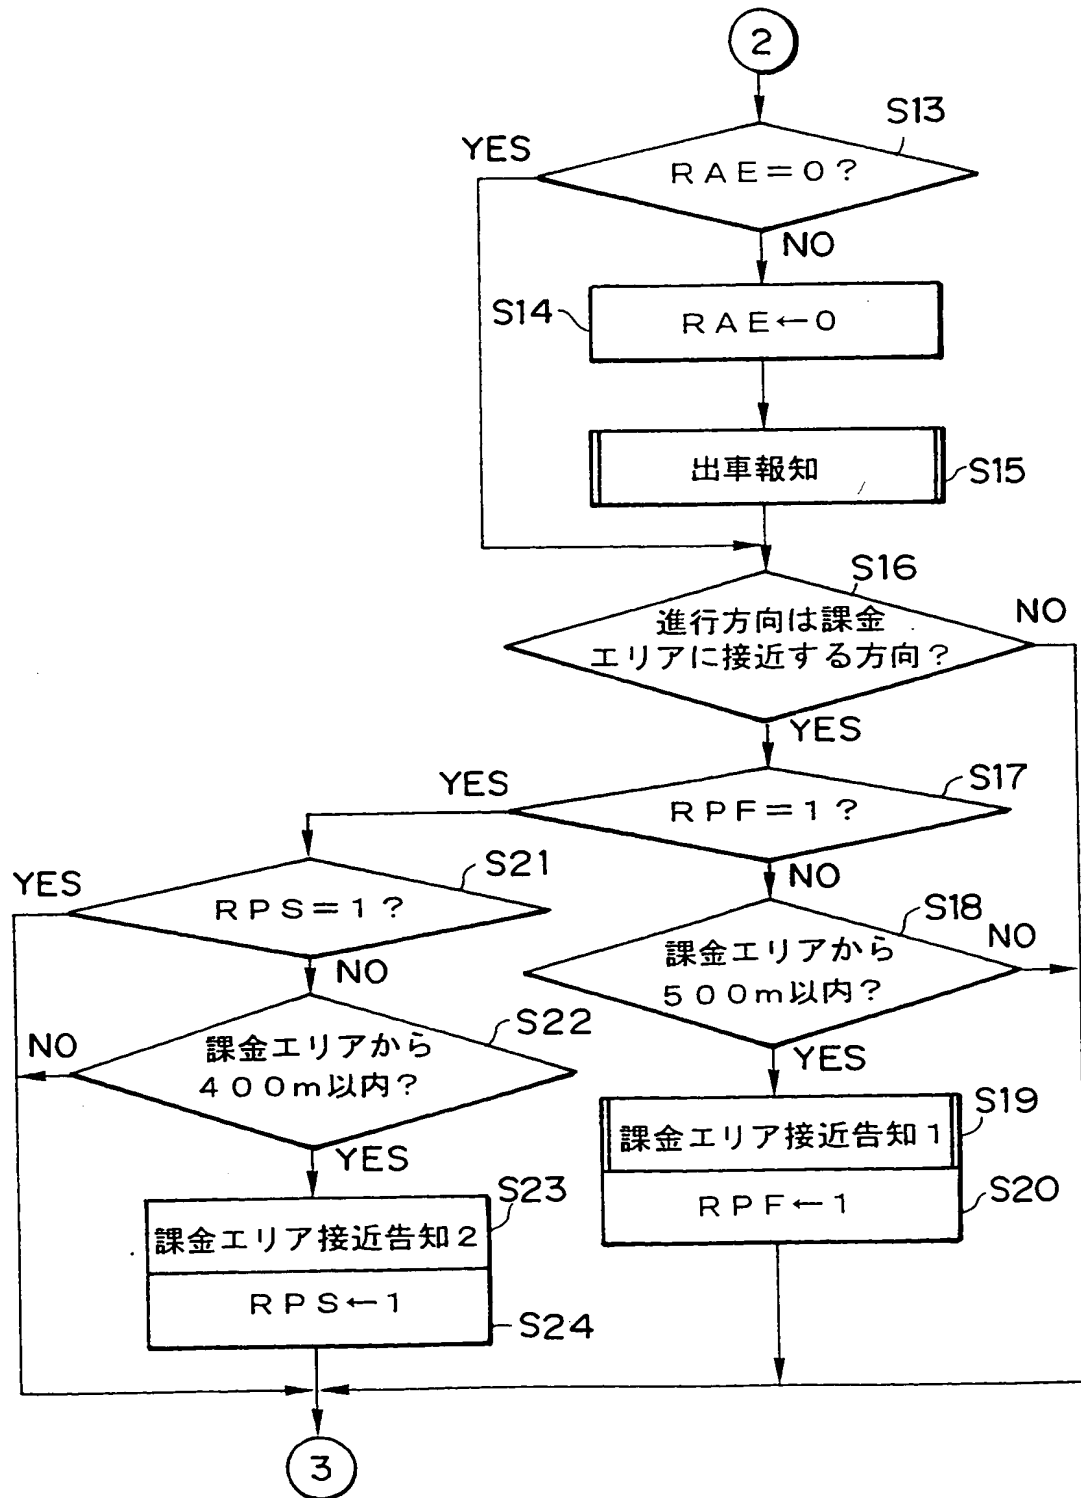 2
S13
YES
RAE=0?
NO
S14
RAE←0
出車報知
S15
S16
進行方向は課金
エリアに接近する方向?
NO
YES
S17
YES
RPF=1?
NO
S21
YES
RPS=1?
NO
S18
課金エリアから
500m以内?
NO
YES
S22
課金エリアから
400m以内?
NO
YES
S19
課金エリア接近告知1
RPF←1
S20
S23
課金エリア接近告知2
RPS←1
S24
3